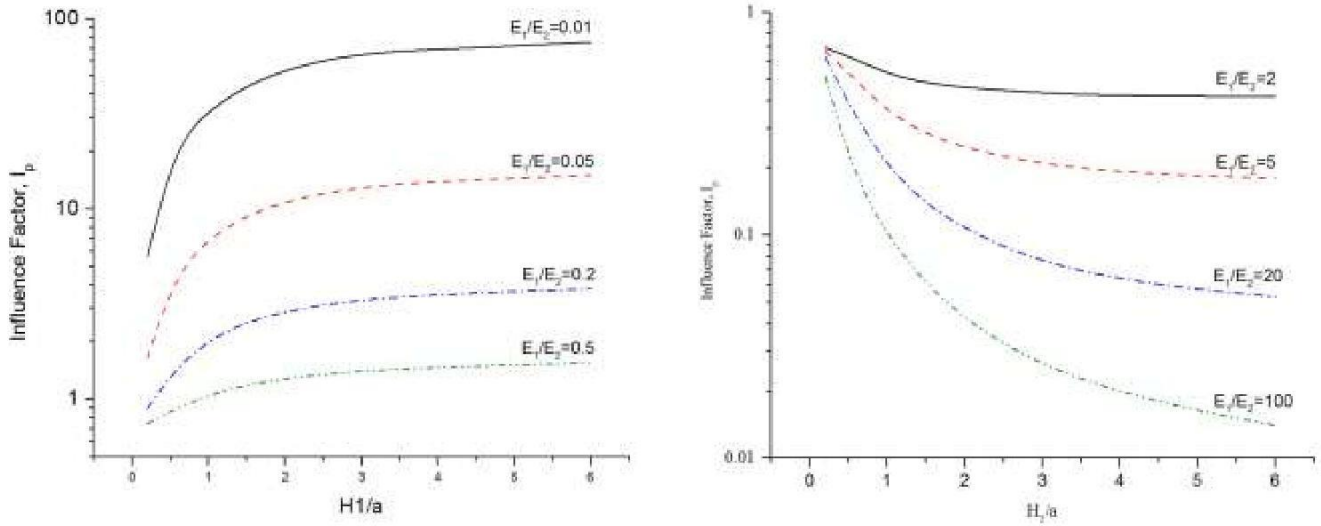 100
10
1
Influence Factor, Iₚ
E₁/E₂=0.01
E₁/E₂=0.05
E₁/E₂=0.2
E₁/E₂=0.5
0 1 2 3 4 5 6
H1/a
1
0.1
0.01
Influence Factor, Iₚ
E₁/E₂=2
E₁/E₂=5
E₁/E₂=20
E₁/E₂=100
0 1 2 3 4 5 6
H₁/a